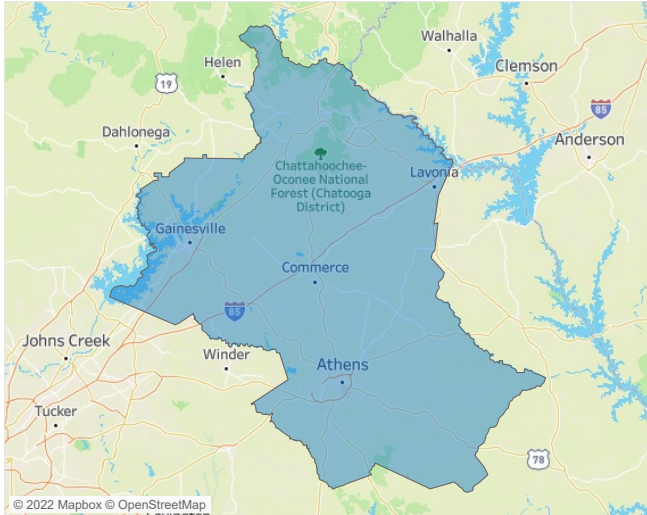 Walhalla
Helen
Clemson
19
85
Dahlonega
Anderson
Chattahoochee-
Oconee National
Forest (Chatooga
District)
Lavonia
Gainesville
Commerce
85
Johns Creek
Winder
Athens
Tucker
78
© 2022 Mapbox © OpenStreetMap